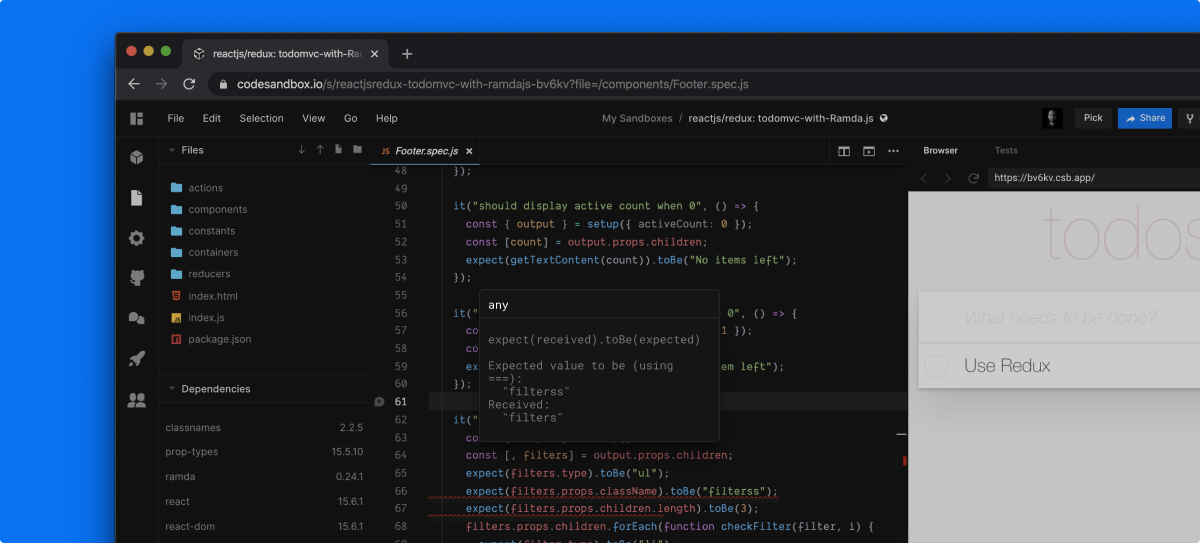 reactjs/redux: todomvc-with-Ra
codesandbox.io/s/reactjsredux-todomvc-with-ramdajs-bv6kv?file=/components/Footer.spec.js
File Edit Selection View Go Help
My Sandboxes / reactjs/redux: todomvc-with-Ramda.js
Pick
Share
Files
actions
components
constants
containers
reducers
index.html
index.js
package.json
Dependencies
classnames 2.2.5
prop-types 15.5.10
ramda 0.24.1
react 15.6.1
react-dom 15.6.1
JS Footer.spec.js
48 });
49
50 it("should display active count when 0", () => {
51 const { output } = setup({ activeCount: 0 });
52 const [count] = output.props.children;
53 expect(getTextContent(count)).toBe("No items left");
54 });
55
56 it(" 0", () => {
57 co 1 });
58 co
59 ex em left");
60 });
61
62 it("
63 co
64 const [, filters] = output.props.children;
65 expect(filters.type).toBe("ul");
66 expect(filters.props.className).toBe("filterss");
67 expect(filters.props.children.length).toBe(3);
68 filters.props.children.forEach(function checkFilter(filter, i) {
any
expect(received).toBe(expected)
Expected value to be (using
===):
"filterss"
Received:
"filters"
Browser Tests
https://bv6kv.csb.app/
todos
What needs to be done?
Use Redux